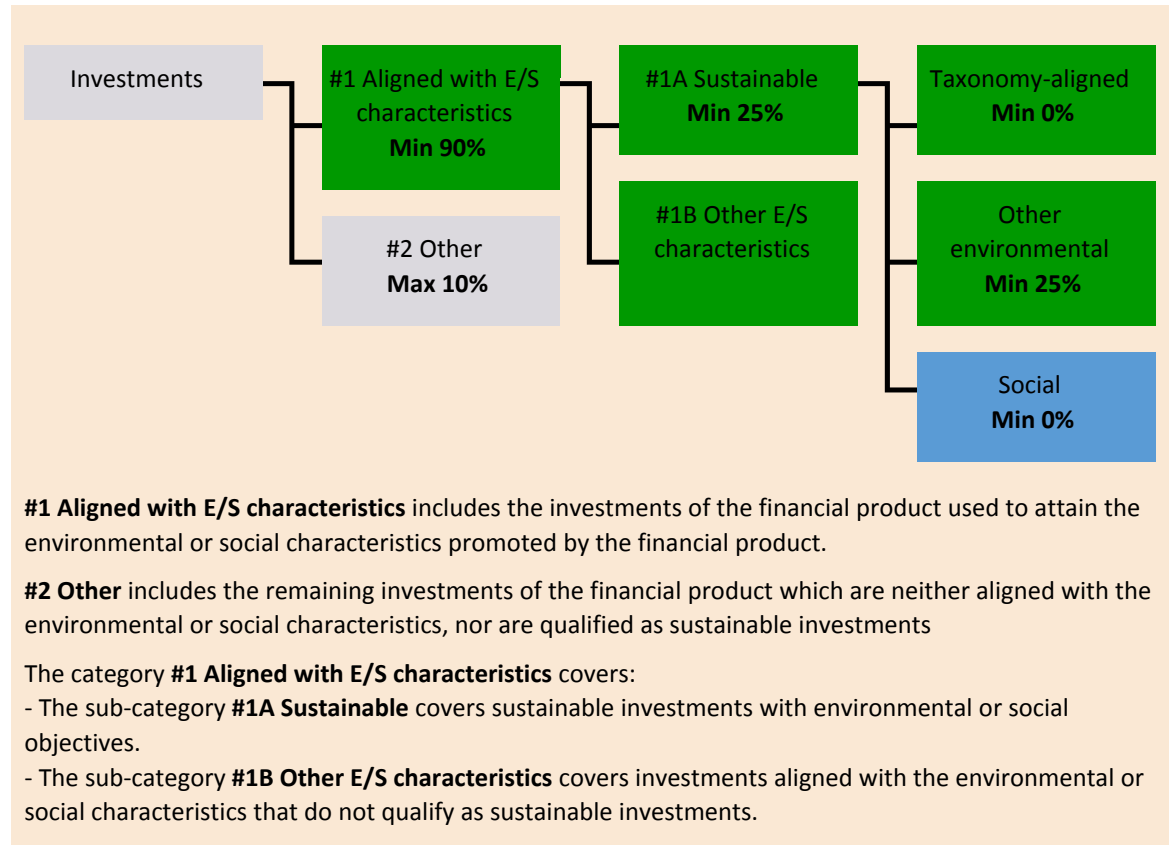 Investments
#1 Aligned with E/S
characteristics
Min 90%
#2 Other
Max 10%
#1A Sustainable
Min 25%
#1B Other E/S
characteristics
Taxonomy-aligned
Min 0%
Other
environmental
Min 25%
Social
Min 0%
#1 Aligned with E/S characteristics includes the investments of the financial product used to attain the
environmental or social characteristics promoted by the financial product.
#2 Other includes the remaining investments of the financial product which are neither aligned with the
environmental or social characteristics, nor are qualified as sustainable investments
The category #1 Aligned with E/S characteristics covers:
- The sub-category #1A Sustainable covers sustainable investments with environmental or social
objectives.
- The sub-category #1B Other E/S characteristics covers investments aligned with the environmental or
social characteristics that do not qualify as sustainable investments.